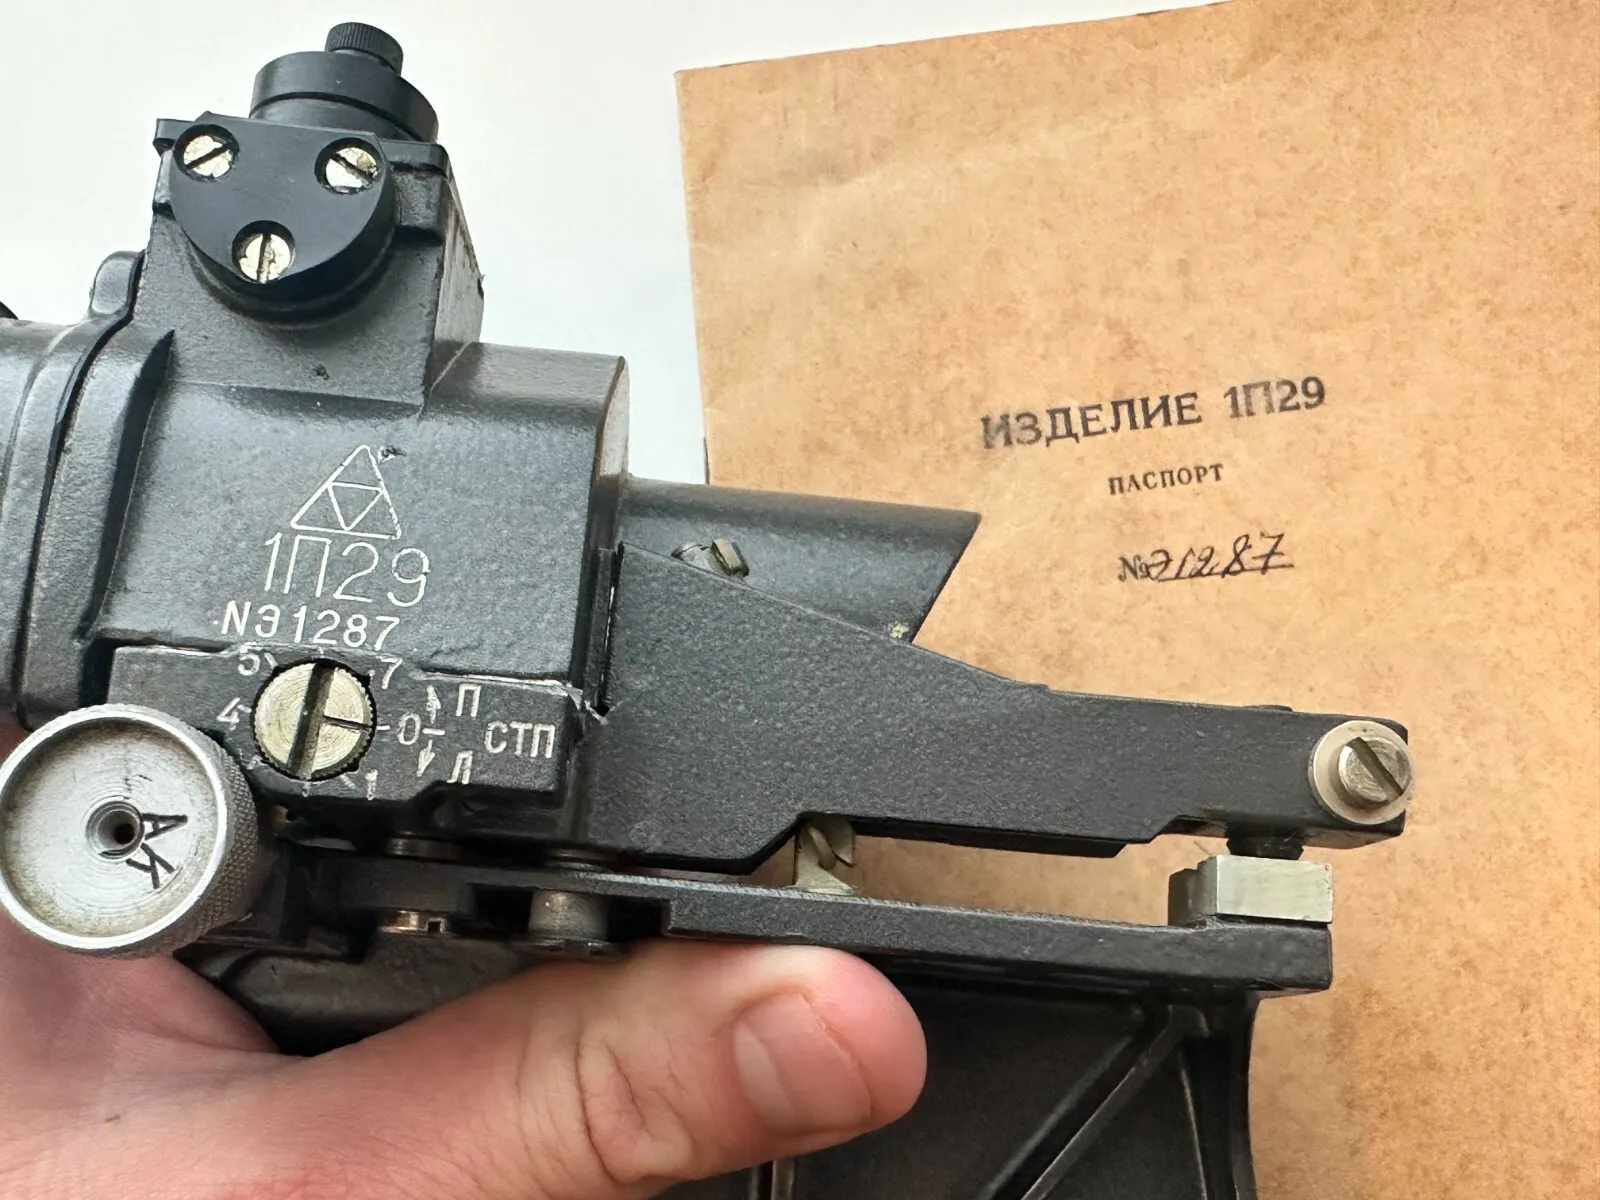 1П29
NЭ1287
5 7
4 0 П СТП
Л
1
АК
ИЗДЕЛИЕ 1П29
ПАСПОРТ
№Э1287